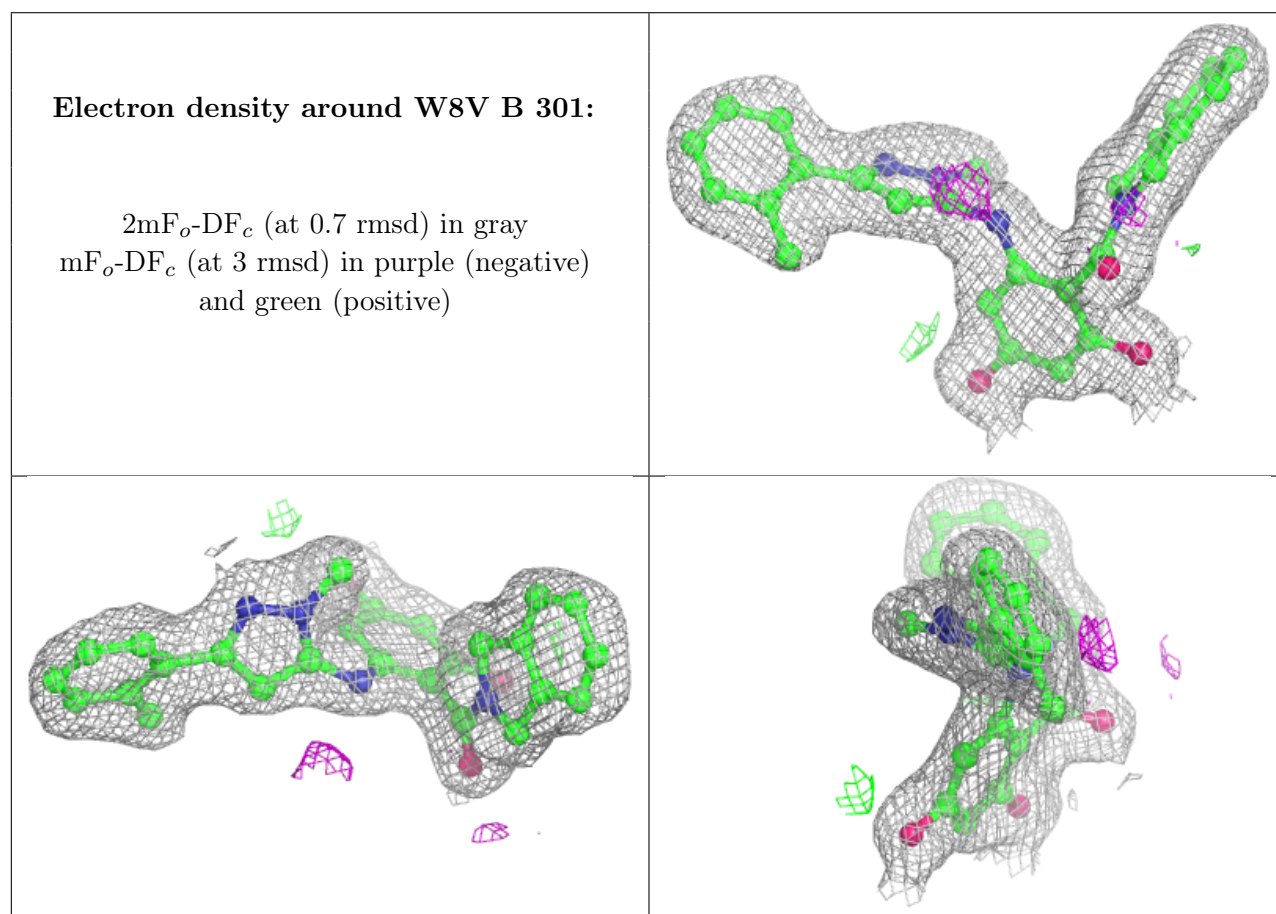 Electron density around W8V B 301:
2mFo-DFc (at 0.7 rmsd) in gray
mFo-DFc (at 3 rmsd) in purple (negative)
and green (positive)